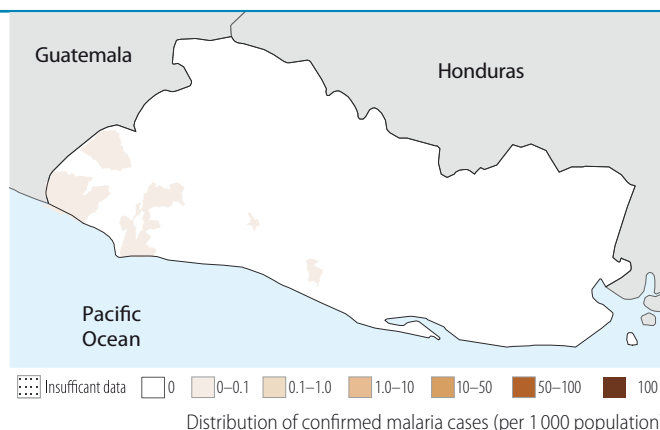 Guatemala
Honduras
Pacific
Ocean
Insufficant data 0 0–0.1 0.1–1.0 1.0–10 10–50 50–100 100
Distribution of confirmed malaria cases (per 1 000 population